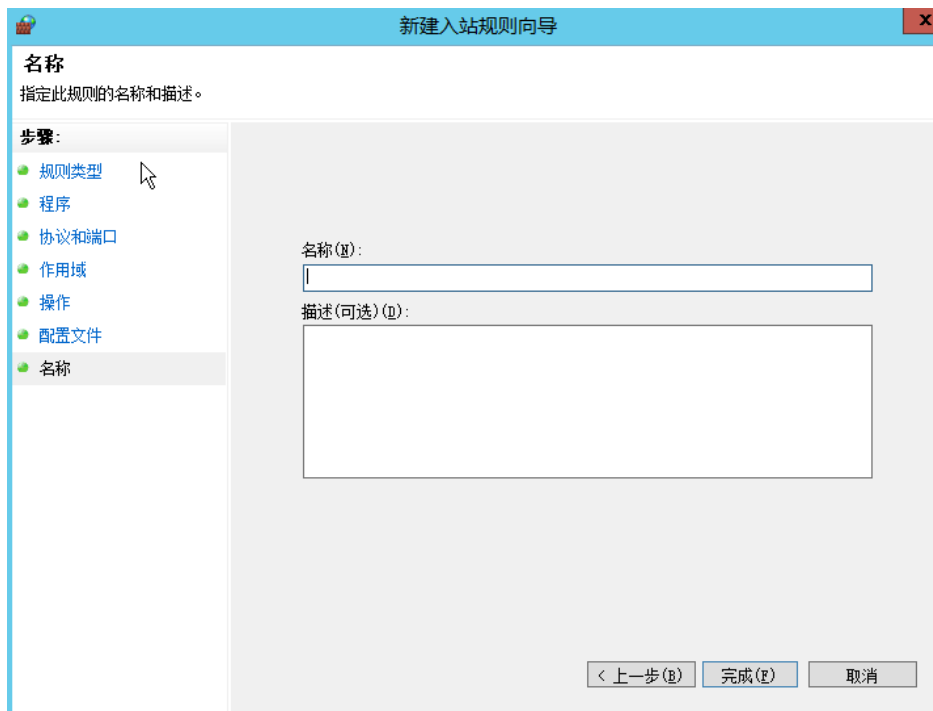 新建入站规则向导
x
名称
指定此规则的名称和描述。
步骤:
规则类型
程序
协议和端口
作用域
操作
配置文件
名称
名称(N):
描述(可选)(D):
< 上一步(B)
完成(F)
取消